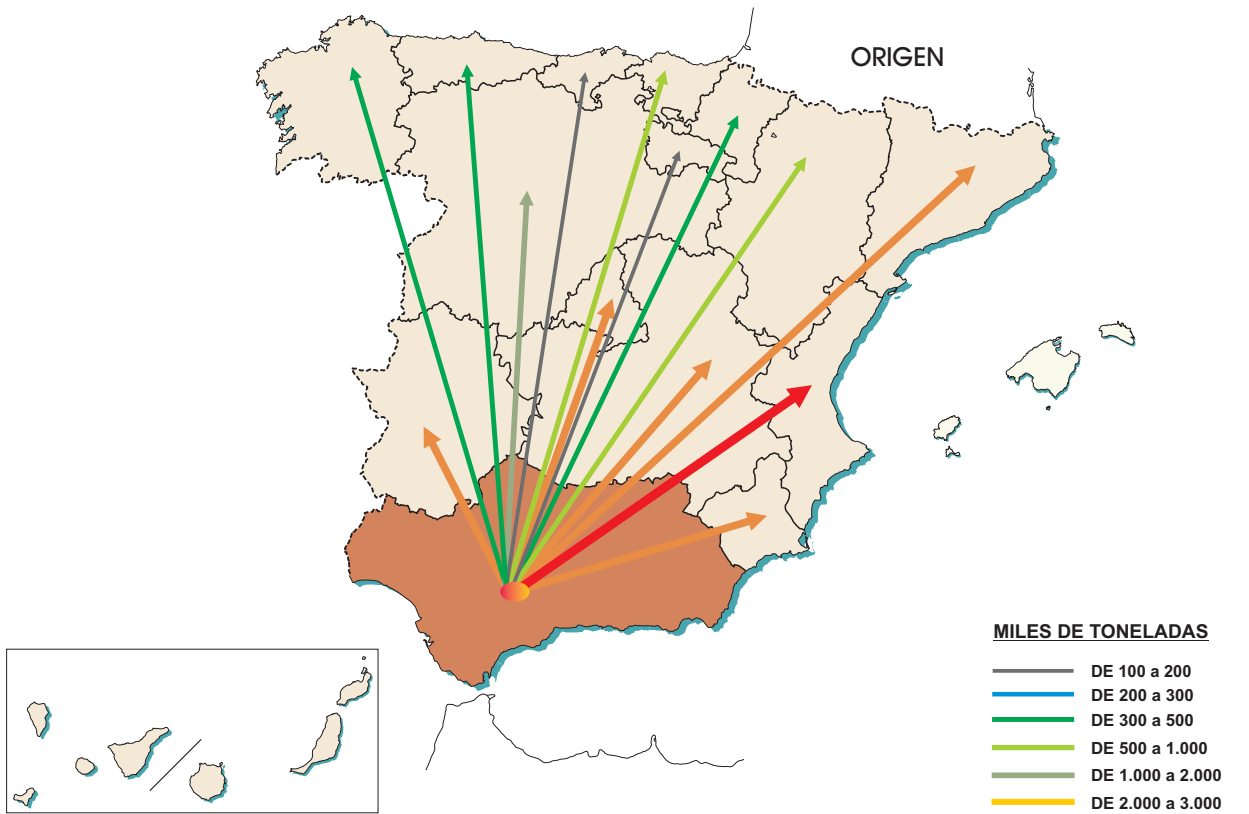 ORIGEN
MILES DE TONELADAS
DE 100 a 200
DE 200 a 300
DE 300 a 500
DE 500 a 1.000
DE 1.000 a 2.000
DE 2.000 a 3.000